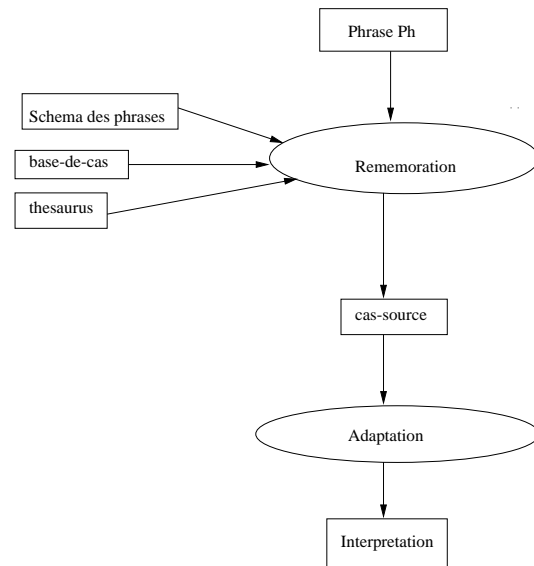 Phrase Ph
Schema des phrases
base-de-cas
Rememoration
thesaurus
cas-source
Adaptation
Interpretation